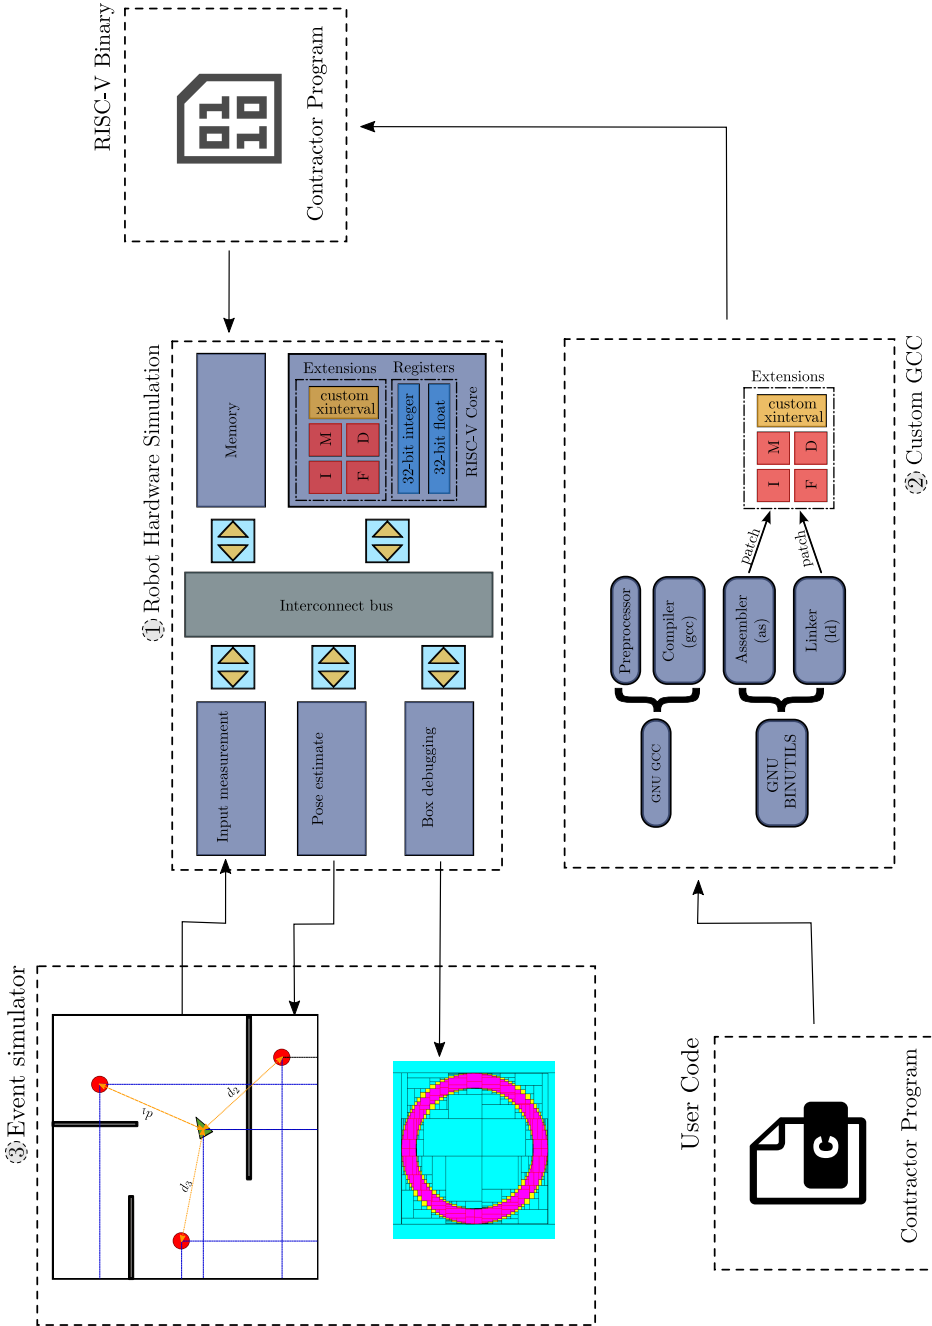 ③ Event simulator
d₁
d₂
d₃
① Robot Hardware Simulation
Input measurement
Pose estimate
Box debugging
Interconnect bus
Memory
Extensions
I
M
F
D
custom
xinterval
Registers
32-bit integer
32-bit float
RISC-V Core
RISC-V Binary
01
01
Contractor Program
User Code
C
Contractor Program
GNU GCC
GNU
BINUTILS
Preprocessor
Compiler
(gcc)
Assembler
(as)
Linker
(ld)
patch
patch
Extensions
I
M
F
D
custom
xinterval
② Custom GCC